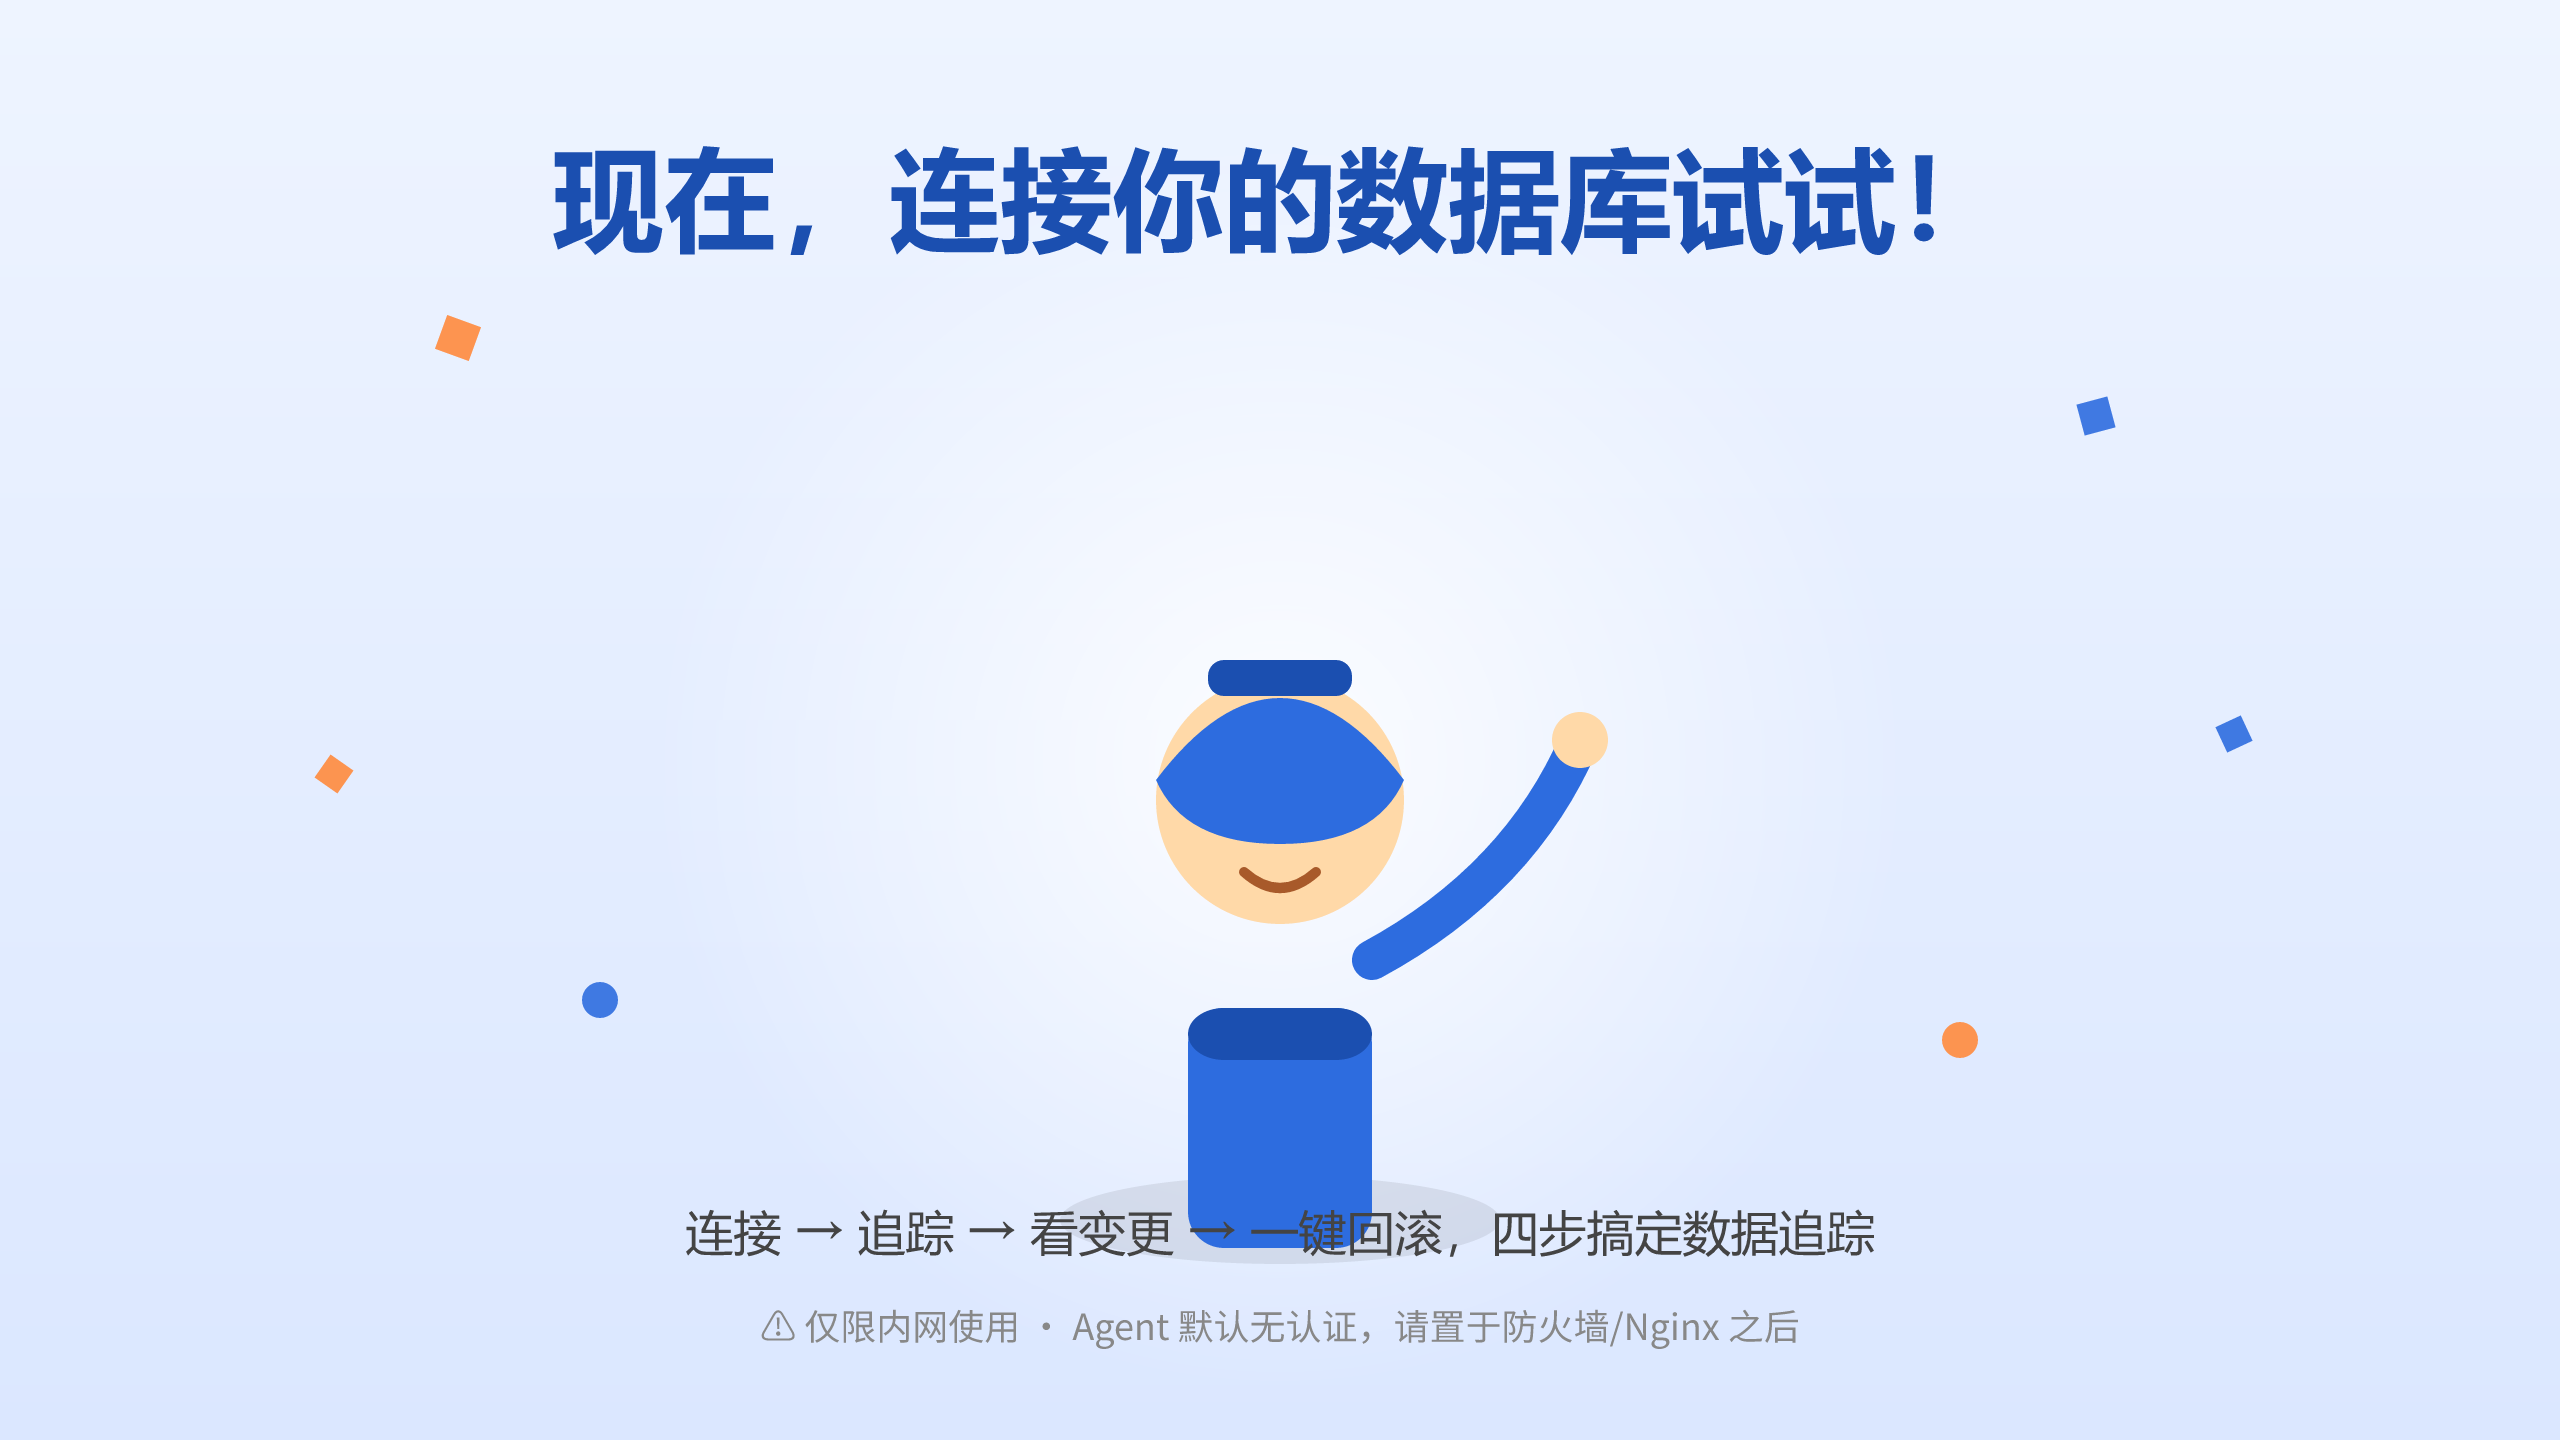 现在，连接你的数据库试试！
连接 → 追踪 → 看变更 → 一键回滚，四步搞定数据追踪
⚠ 仅限内网使用 · Agent 默认无认证，请置于防火墙/Nginx 之后